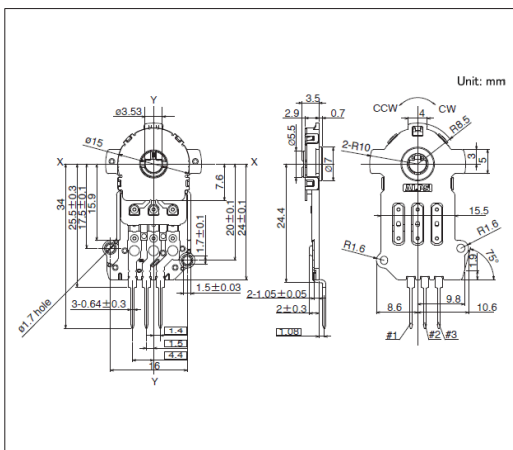 Unit: mm
Y
ø3.53
ø15
X
X
34
25.5±0.3
17.5±0.1
15.9
7.6
1.7±0.1
20±0.1
24±0.1
ø1.7 hole
3-0.64±0.3
1.5±0.03
1.4
1.5
4.4
16
Y
3.5
2.9
0.7
Ø5.5
Ø7
24.4
2-1.05±0.05
2±0.3
1.08
CCW
CW
4
R8.5
2-R10
3
5
ALPS
15.5
R1.6
R1.6
1.9
75°
9.8
8.6
10.6
#1
#2
#3